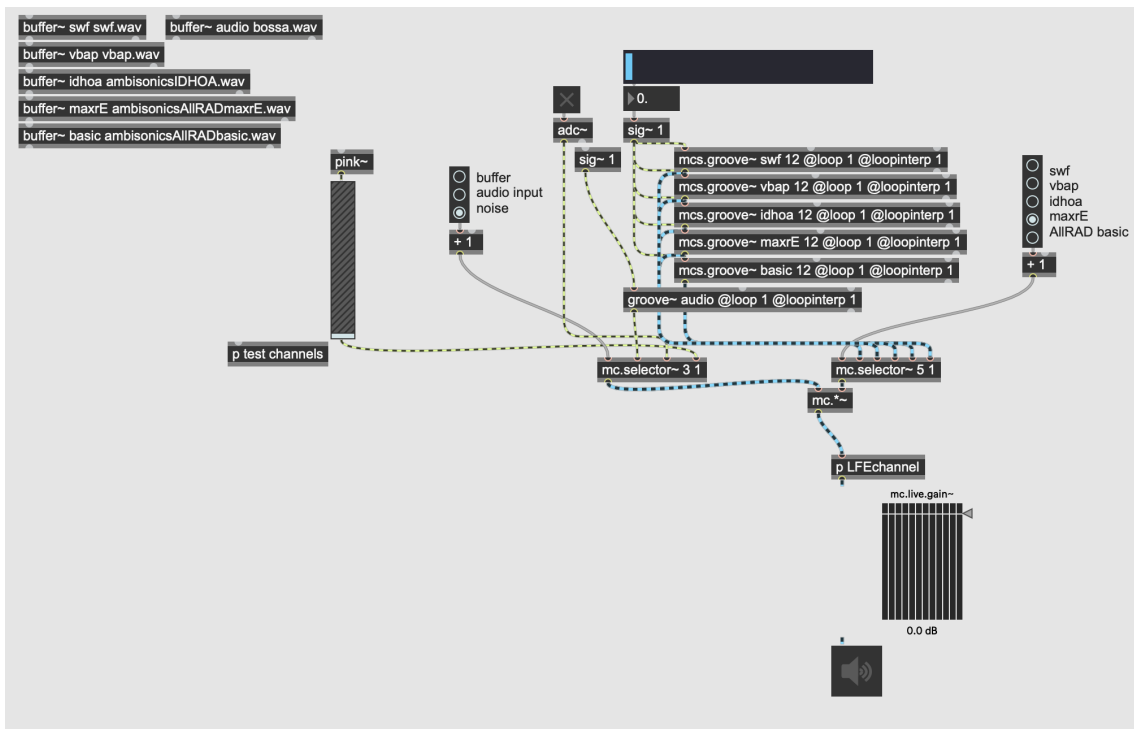 buffer~ swf swf.wav
buffer~ audio bossa.wav
buffer~ vbap vbap.wav
buffer~ idhoa ambisonicsIDHOA.wav
buffer~ maxrE ambisonicsAllRADmaxrE.wav
buffer~ basic ambisonicsAllRADbasic.wav
0.
adc~
sig~ 1
pink~
sig~ 1
mcs.groove~ swf 12 @loop 1 @loopinterp 1
mcs.groove~ vbap 12 @loop 1 @loopinterp 1
mcs.groove~ idhoa 12 @loop 1 @loopinterp 1
mcs.groove~ maxrE 12 @loop 1 @loopinterp 1
mcs.groove~ basic 12 @loop 1 @loopinterp 1
buffer
audio input
noise
+ 1
swf
vbap
idhoa
maxrE
AllRAD basic
+ 1
groove~ audio @loop 1 @loopinterp 1
p test channels
mc.selector~ 3 1
mc.selector~ 5 1
mc.*~
p LFEchannel
mc.live.gain~
0.0 dB